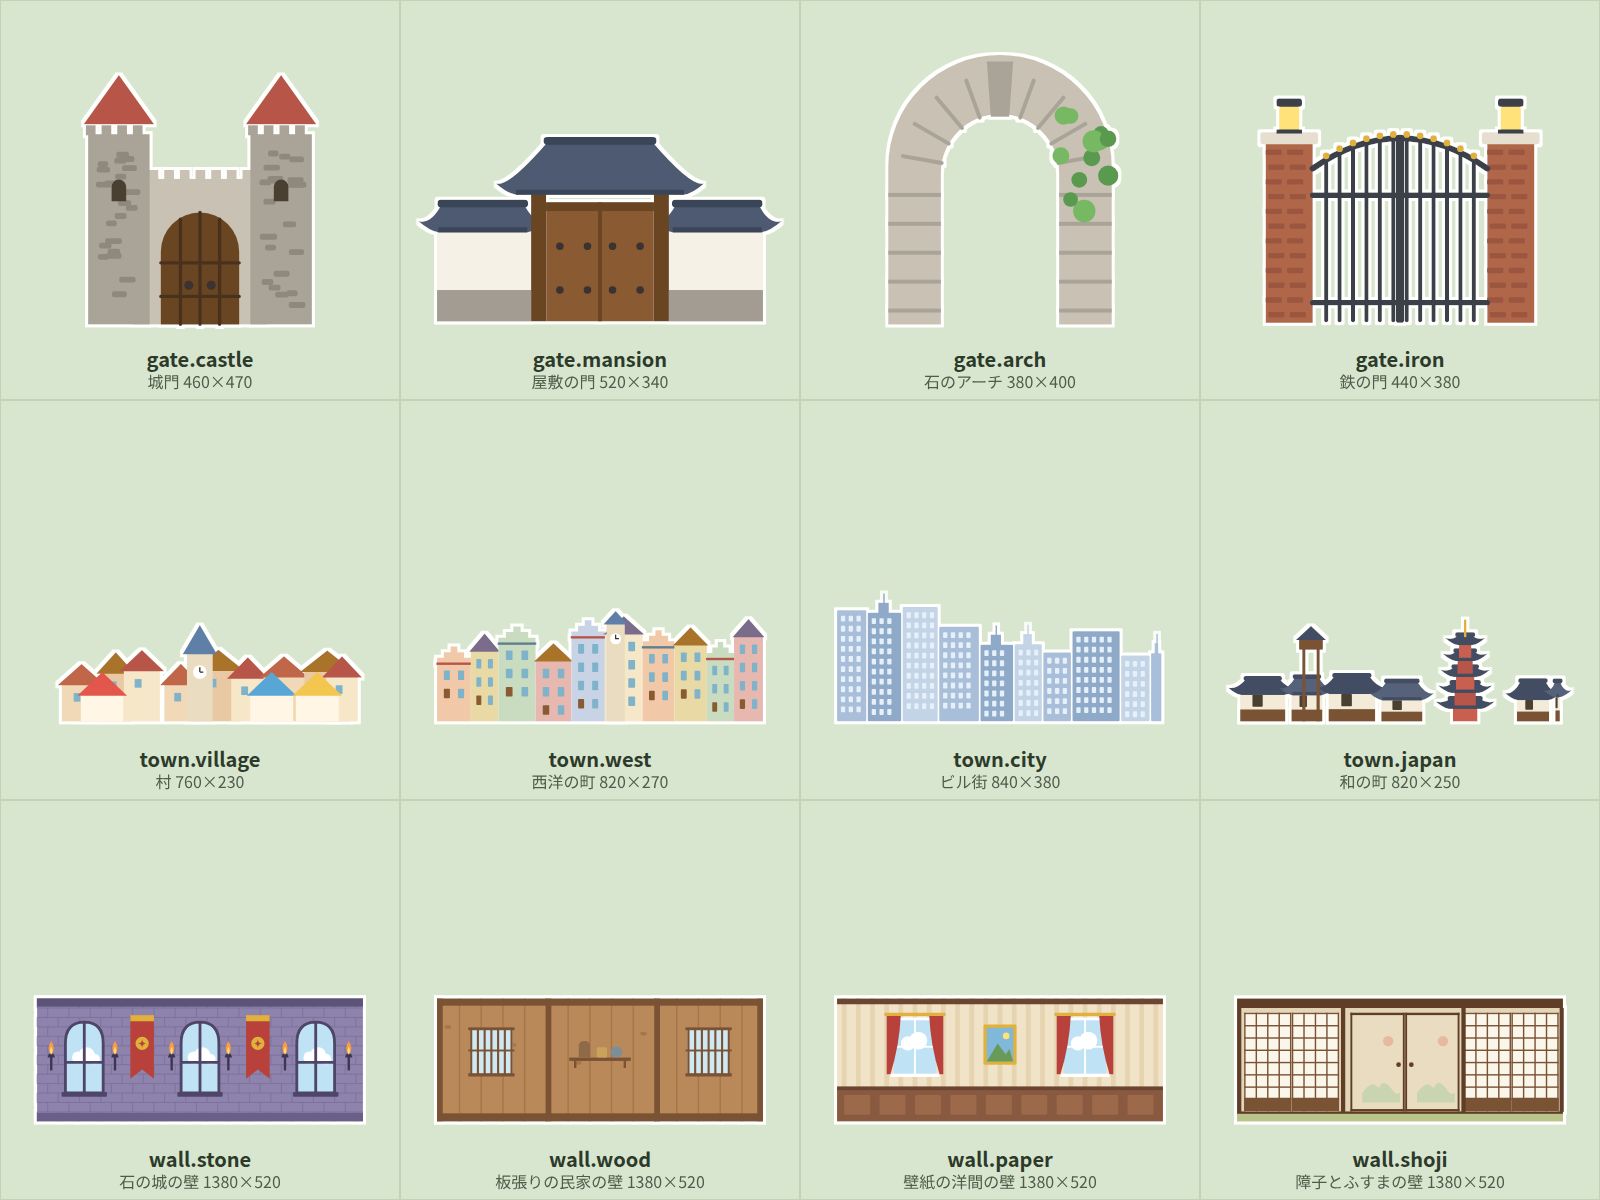 gate.castle
城門 460×470
gate.mansion
屋敷の門 520×340
gate.arch
石のアーチ 380×400
gate.iron
鉄の門 440×380
town.village
村 760×230
town.west
西洋の町 820×270
town.city
ビル街 840×380
town.japan
和の町 820×250
wall.stone
石の城の壁 1380×520
wall.wood
板張りの民家の壁 1380×520
wall.paper
壁紙の洋間の壁 1380×520
wall.shoji
障子とふすまの壁 1380×520